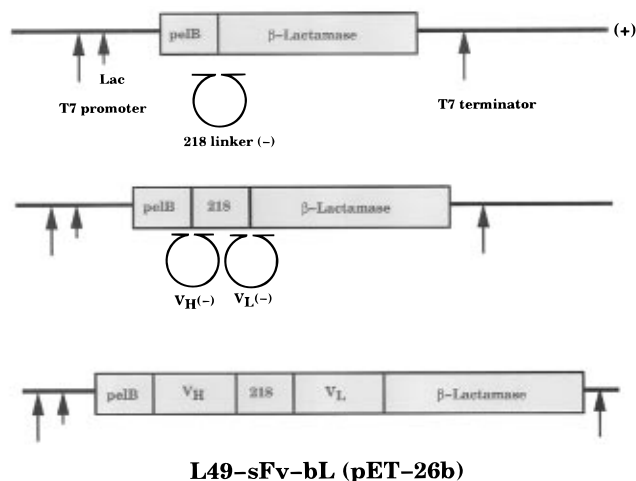 pelB β-Lactamase (+)
Lac
T7 promoter
T7 terminator
218 linker (-)
pelB 218 β-Lactamase
VH(-) VL(-)
pelB VH 218 VL β-Lactamase
L49-sFv-bL (pET-26b)